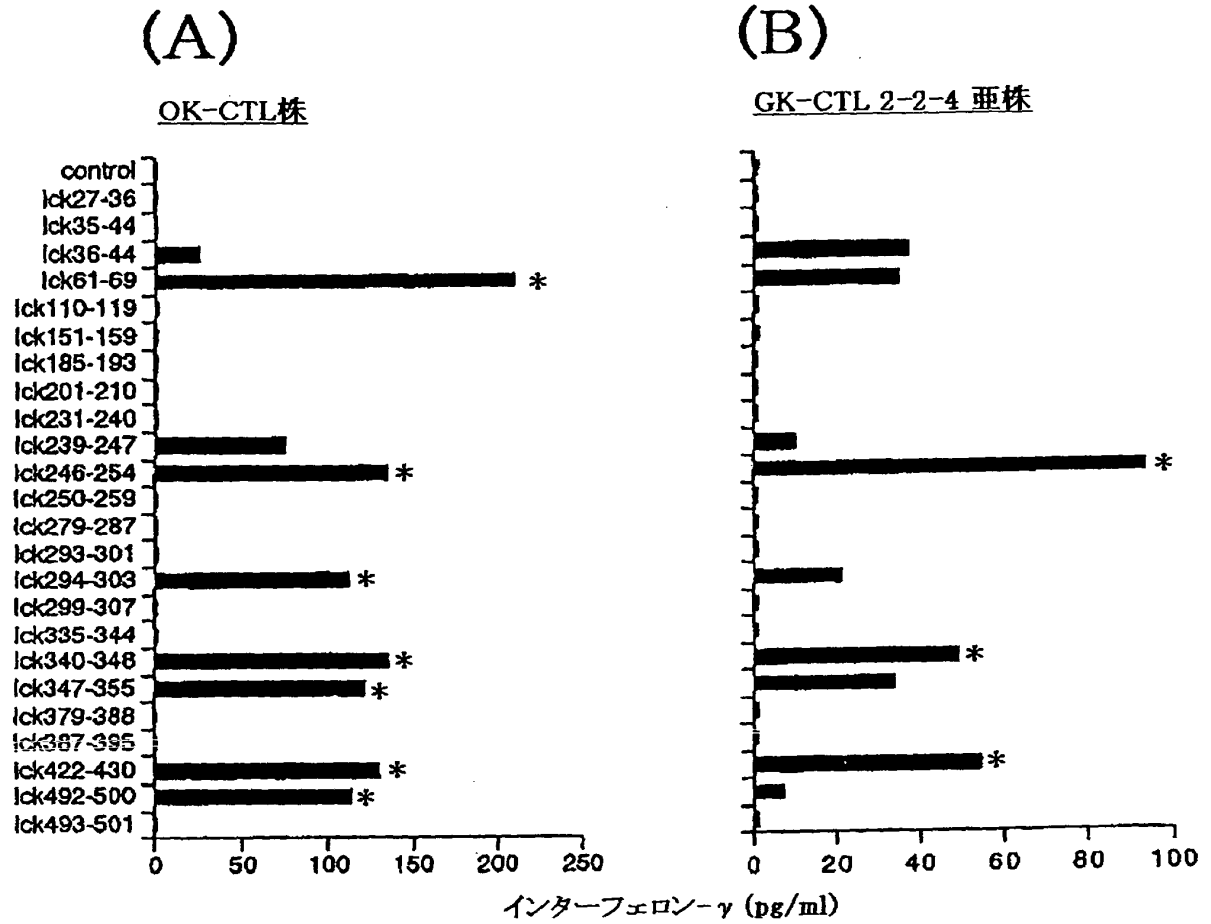 (A)
(B)
OK-CTL株
GK-CTL 2-2-4 亜株
control
lck27-36
lck35-44
lck36-44
lck61-69
*
lck110-119
lck151-159
lck185-193
lck201-210
lck231-240
lck239-247
lck246-254
*
*
lck250-259
lck279-287
lck293-301
lck294-303
*
lck299-307
lck335-344
lck340-348
*
*
lck347-355
*
lck379-388
lck387-395
lck422-430
*
*
lck492-500
*
lck493-501
0 50 100 150 200 250
0 20 40 60 80 100
インターフェロン-γ (pg/ml)